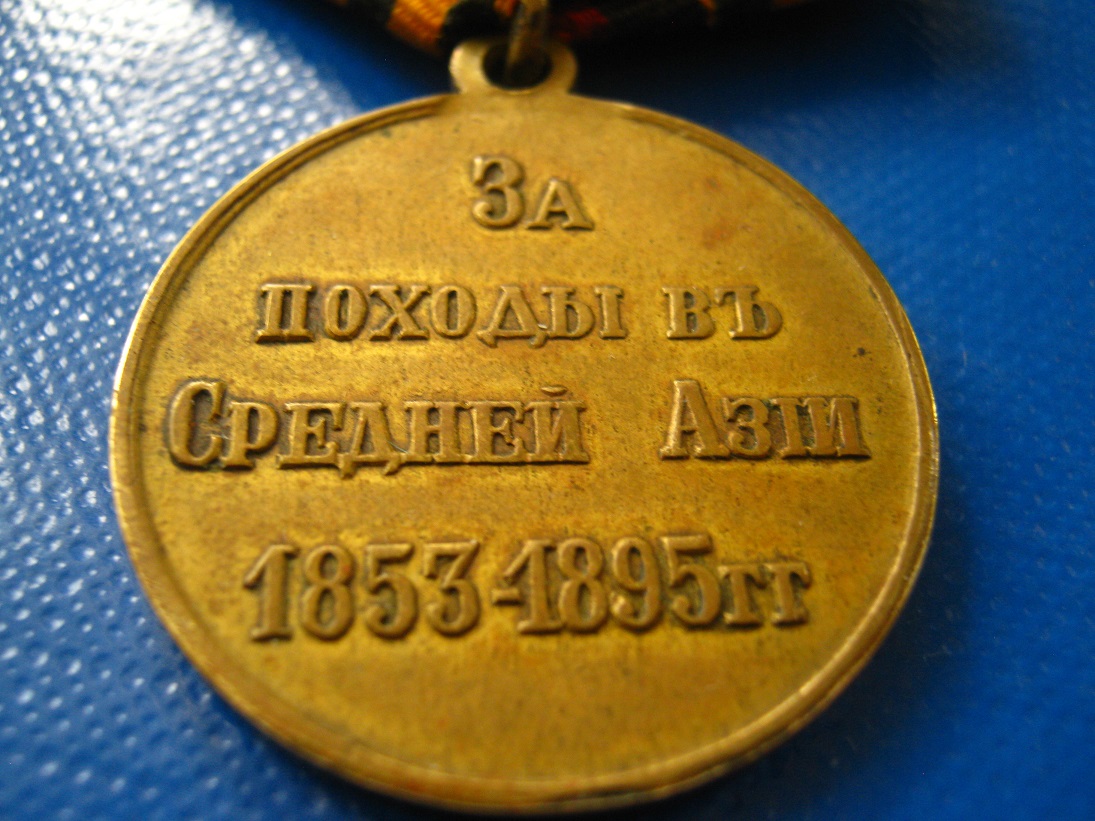 За
походы въ
Средней Азіи
1853-1895гг